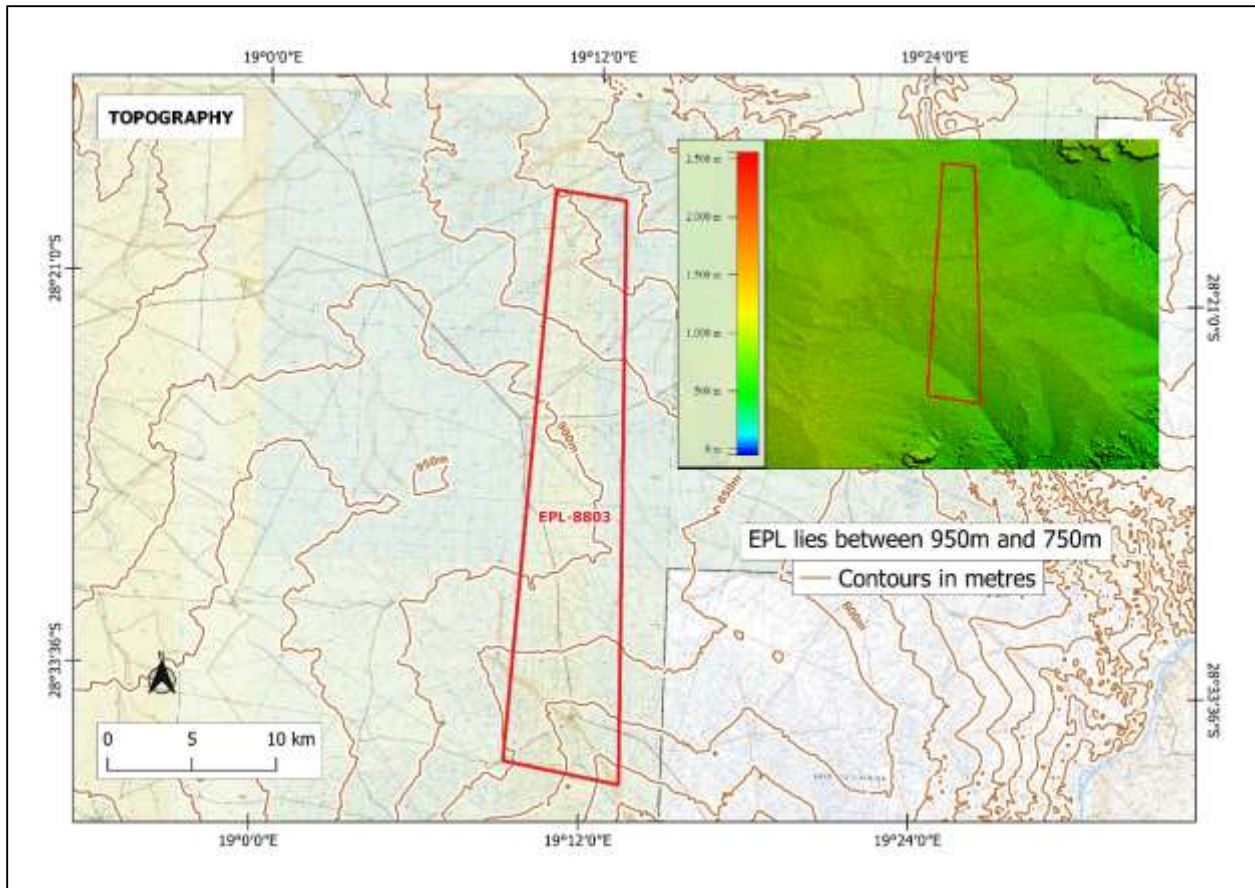 19°0'0"E
19°12'0"E
19°24'0"E
TOPOGRAPHY
2.500 m
2.000 m
1.500 m
1.000 m
500 m
0 m
28°21'0"S
28°21'0"S
900m
950m
850m
EPL-8803
EPL lies between 950m and 750m
Contours in metres
800m
28°33'36"S
28°33'36"S
N
0 5 10 km
19°0'0"E
19°12'0"E
19°24'0"E